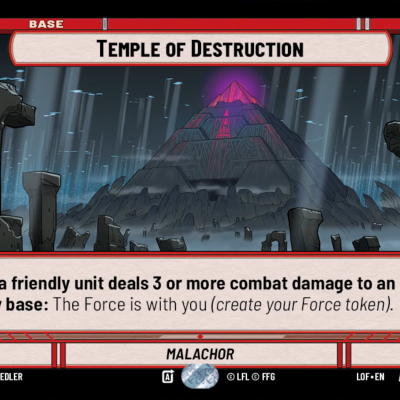 BASE
TEMPLE OF DESTRUCTION
a friendly unit deals 3 or more combat damage to an
base: The Force is with you (create your Force token).
MALACHOR
EDLER
A © LFL © FFG
LOF • EN